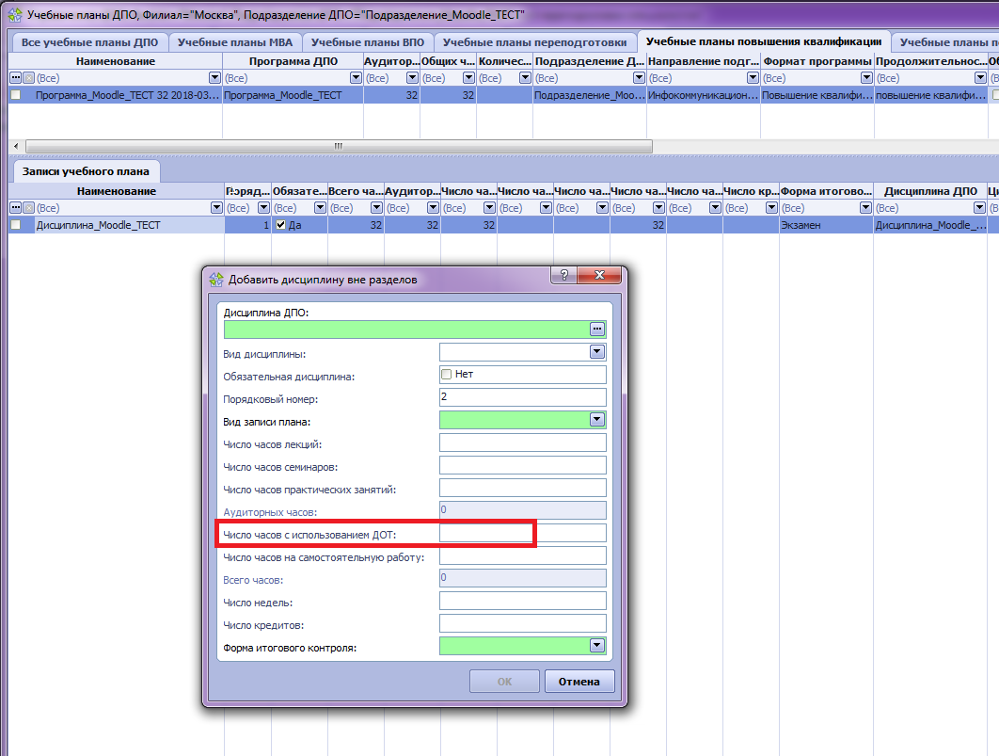 Учебные планы ДПО, Филиал="Москва", Подразделение ДПО="Подразделение_Moodle_ТЕСТ"
Все учебные планы ДПО Учебные планы МВА Учебные планы ВПО Учебные планы переподготовки Учебные планы повышения квалификации Учебные планы п
Наименование Программа ДПО Аудитор... Общих ч... Количес... Подразделение Д... Направление подг... Формат программы Продолжительнос... Об
(Все) (Все) (Все) (Все) (Все) (Все) (Все) (Все) (Все)
Программа_Moodle_ТЕСТ 32 2018-03... Программа_Moodle_ТЕСТ 32 32 Подразделение_Moo... Инфокоммуникацион... Повышение квалифи... повышение квалифи...
Записи учебного плана
Наименование Поряд... Обязате... Всего ча... Аудитор... Число ча... Число ча... Число ча... Число ча... Число ча... Число кр... Форма итогово... Дисциплина ДПО Ци
(Все) (Все) (Все) (Все) (Все) (Все) (Все) (Все) (Все) (Все) (Все) (Все) (Все)
Дисциплина_Moodle_ТЕСТ 1 Да 32 32 32 32 Экзамен Дисциплина_Moodle_...
Добавить дисциплину вне разделов
Дисциплина ДПО:
Вид дисциплины:
Обязательная дисциплина: Нет
Порядковый номер: 2
Вид записи плана:
Число часов лекций:
Число часов семинаров:
Число часов практических занятий:
Аудиторных часов: 0
Число часов с использованием ДОТ:
Число часов на самостоятельную работу:
Всего часов: 0
Число недель:
Число кредитов:
Форма итогового контроля:
ОК Отмена